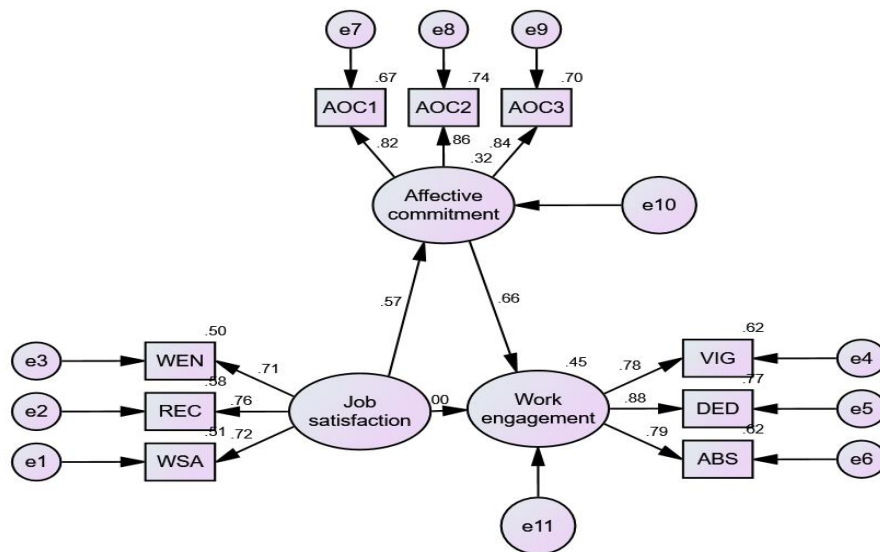 e7
e8
e9
.67
.74
.70
AOC1
AOC2
AOC3
.82
.86
.84
.32
Affective
commitment
e10
.57
.66
.50
.45
.62
e3
WEN
.71
.78
VIG
e4
.58
.77
e2
REC
.76
Job
satisfaction
.00
Work
engagement
.88
DED
e5
.51
.62
e1
WSA
.72
.79
ABS
e6
e11